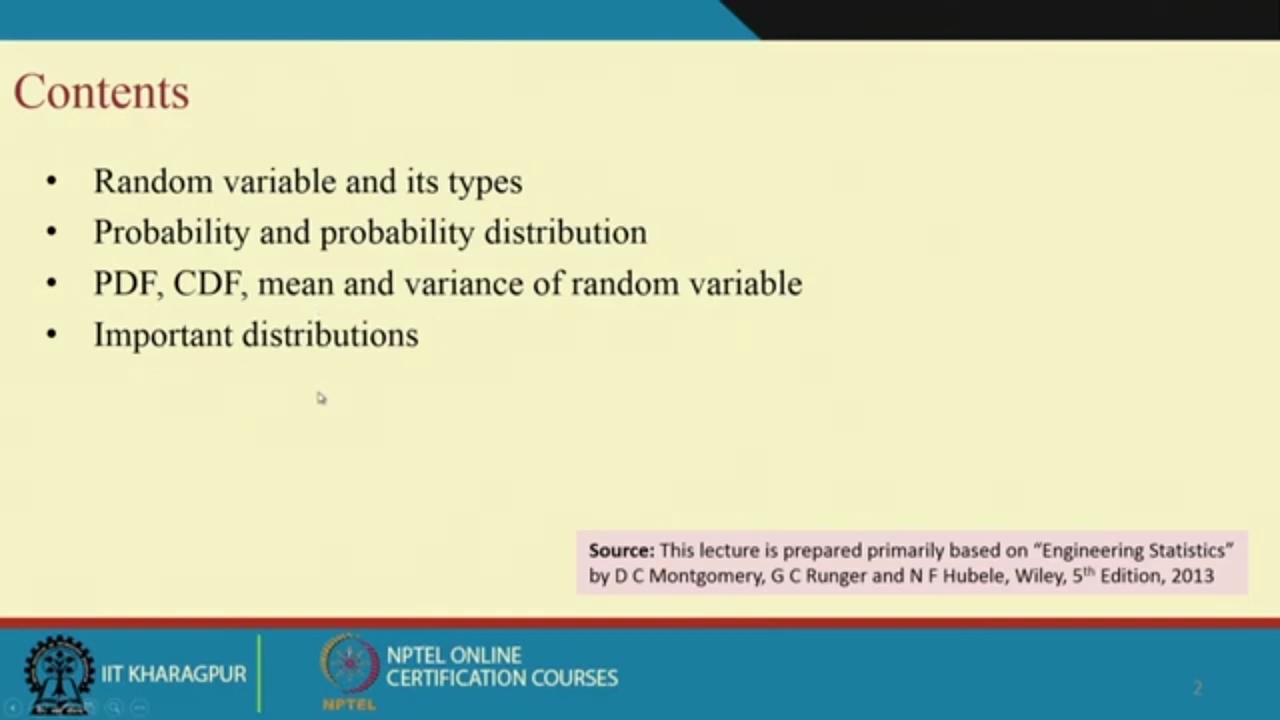 Contents
• Random variable and its types
• Probability and probability distribution
• PDF, CDF, mean and variance of random variable
• Important distributions
Source: This lecture is prepared primarily based on “Engineering Statistics”
by D C Montgomery, G C Runger and N F Hubele, Wiley, 5th Edition, 2013
IIT KHARAGPUR
NPTEL
NPTEL ONLINE
CERTIFICATION COURSES
2